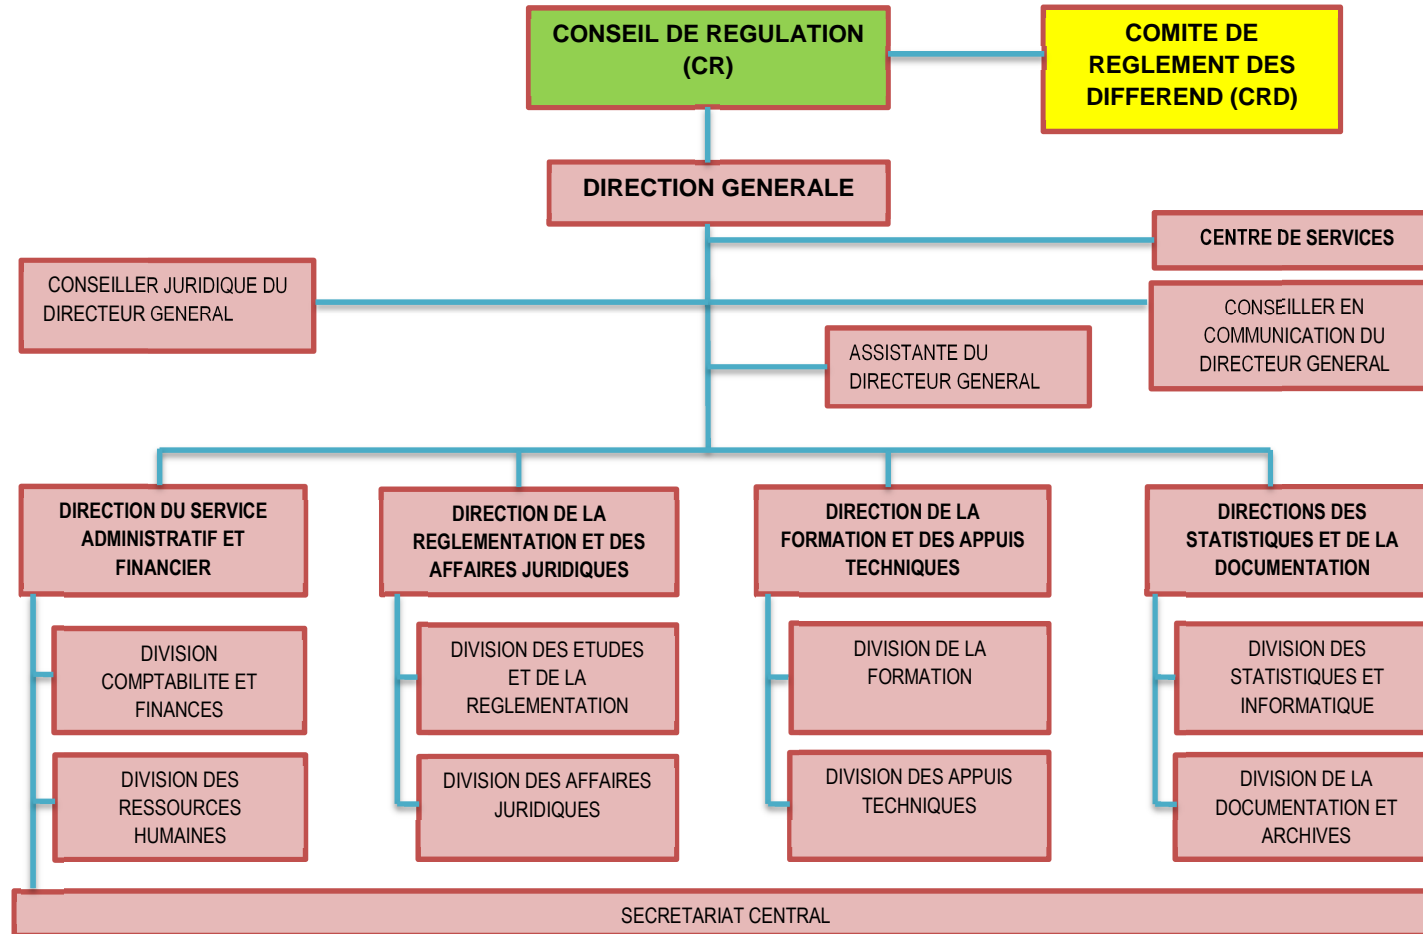 CONSEIL DE REGULATION
(CR)
COMITE DE
REGLEMENT DES
DIFFEREND (CRD)
DIRECTION GENERALE
CENTRE DE SERVICES
CONSEILLER JURIDIQUE DU
DIRECTEUR GENERAL
CONSEILLER EN
COMMUNICATION DU
DIRECTEUR GENERAL
ASSISTANTE DU
DIRECTEUR GENERAL
DIRECTION DU SERVICE
ADMINISTRATIF ET
FINANCIER
DIRECTION DE LA
REGLEMENTATION ET DES
AFFAIRES JURIDIQUES
DIRECTION DE LA
FORMATION ET DES APPUIS
TECHNIQUES
DIRECTIONS DES
STATISTIQUES ET DE LA
DOCUMENTATION
DIVISION
COMPTABILITE ET
FINANCES
DIVISION DES ETUDES
ET DE LA
REGLEMENTATION
DIVISION DE LA
FORMATION
DIVISION DES
STATISTIQUES ET
INFORMATIQUE
DIVISION DES
RESSOURCES
HUMAINES
DIVISION DES AFFAIRES
JURIDIQUES
DIVISION DES APPUIS
TECHNIQUES
DIVISION DE LA
DOCUMENTATION ET
ARCHIVES
SECRETARIAT CENTRAL